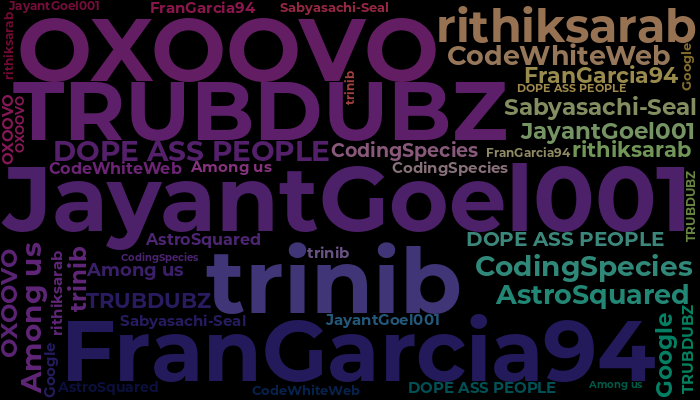 JayantGoel001
FranGarcia94
Sabyasachi-Seal
rithiksarab
OXOOVO
rithiksarab
CodeWhiteWeb
Google
FranGarcia94
trinib
DOPE ASS PEOPLE
TRUBDUBZ
OXOOVO
OXOOVO
Sabyasachi-Seal
JayantGoel001
DOPE ASS PEOPLE
CodingSpecies
FranGarcia94
rithiksarab
CodeWhiteWeb
Among us
CodingSpecies
JayantGoel001
TRUBDUBZ
AstroSquared
DOPE ASS PEOPLE
OXOOVO
Among us
rithiksarab
trinib
CodingSpecies
trinib
trinib
Among us
CodingSpecies
TRUBDUBZ
AstroSquared
Sabyasachi-Seal
JayantGoel001
Google
FranGarcia94
Google
TRUBDUBZ
AstroSquared
CodeWhiteWeb
DOPE ASS PEOPLE
Among us